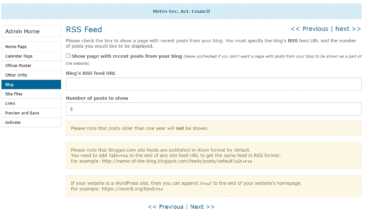 Metro Sec. Act. Council
Admin Home
Home Page
Calendar Page
Officer Roster
Other Units
Blog
Site Files
Links
Preview and Save
Activate
RSS Feed
<< Previous | Next >>
Please check the box to show a page with recent posts from your blog. You must specify the blog's RSS feed URL and the number
of posts you would like to be displayed.
Show page with recent posts from your blog (leave unchecked if you don't want a page with posts from your blog to be shown as a part of
the website)
Blog's RSS feed URL
Number of posts to show
5
Please note that posts older than one year will not be shown.
Please note that Blogger.com site feeds are published in Atom format by default.
You need to add ?alt=rss to the end of any site feed URL to get the same feed in RSS format.
For example: http://name-of-the-blog.blogspot.com/feeds/posts/default?alt=rss
If your website is a WordPress site, then you can append /rss/ to the end of your website's homepage.
For example: https://ieeer8.org/feed/rss
<< Previous | Next >>